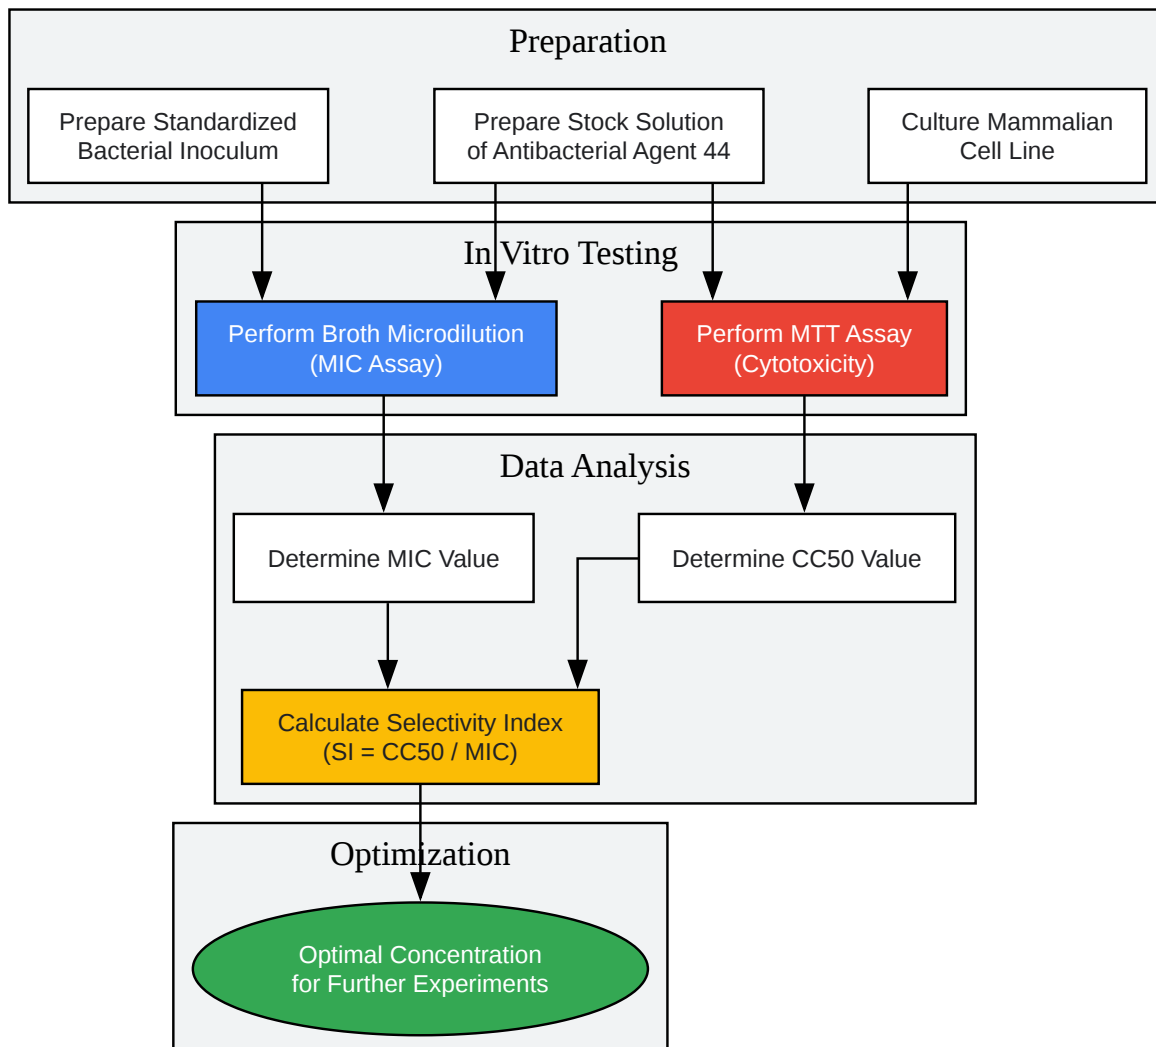 Preparation
Prepare Standardized
Bacterial Inoculum
Prepare Stock Solution
of Antibacterial Agent 44
Culture Mammalian
Cell Line
In Vitro Testing
Perform Broth Microdilution
(MIC Assay)
Perform MTT Assay
(Cytotoxicity)
Data Analysis
Determine MIC Value
Determine CC50 Value
Calculate Selectivity Index
(SI = CC50 / MIC)
Optimization
Optimal Concentration
for Further Experiments